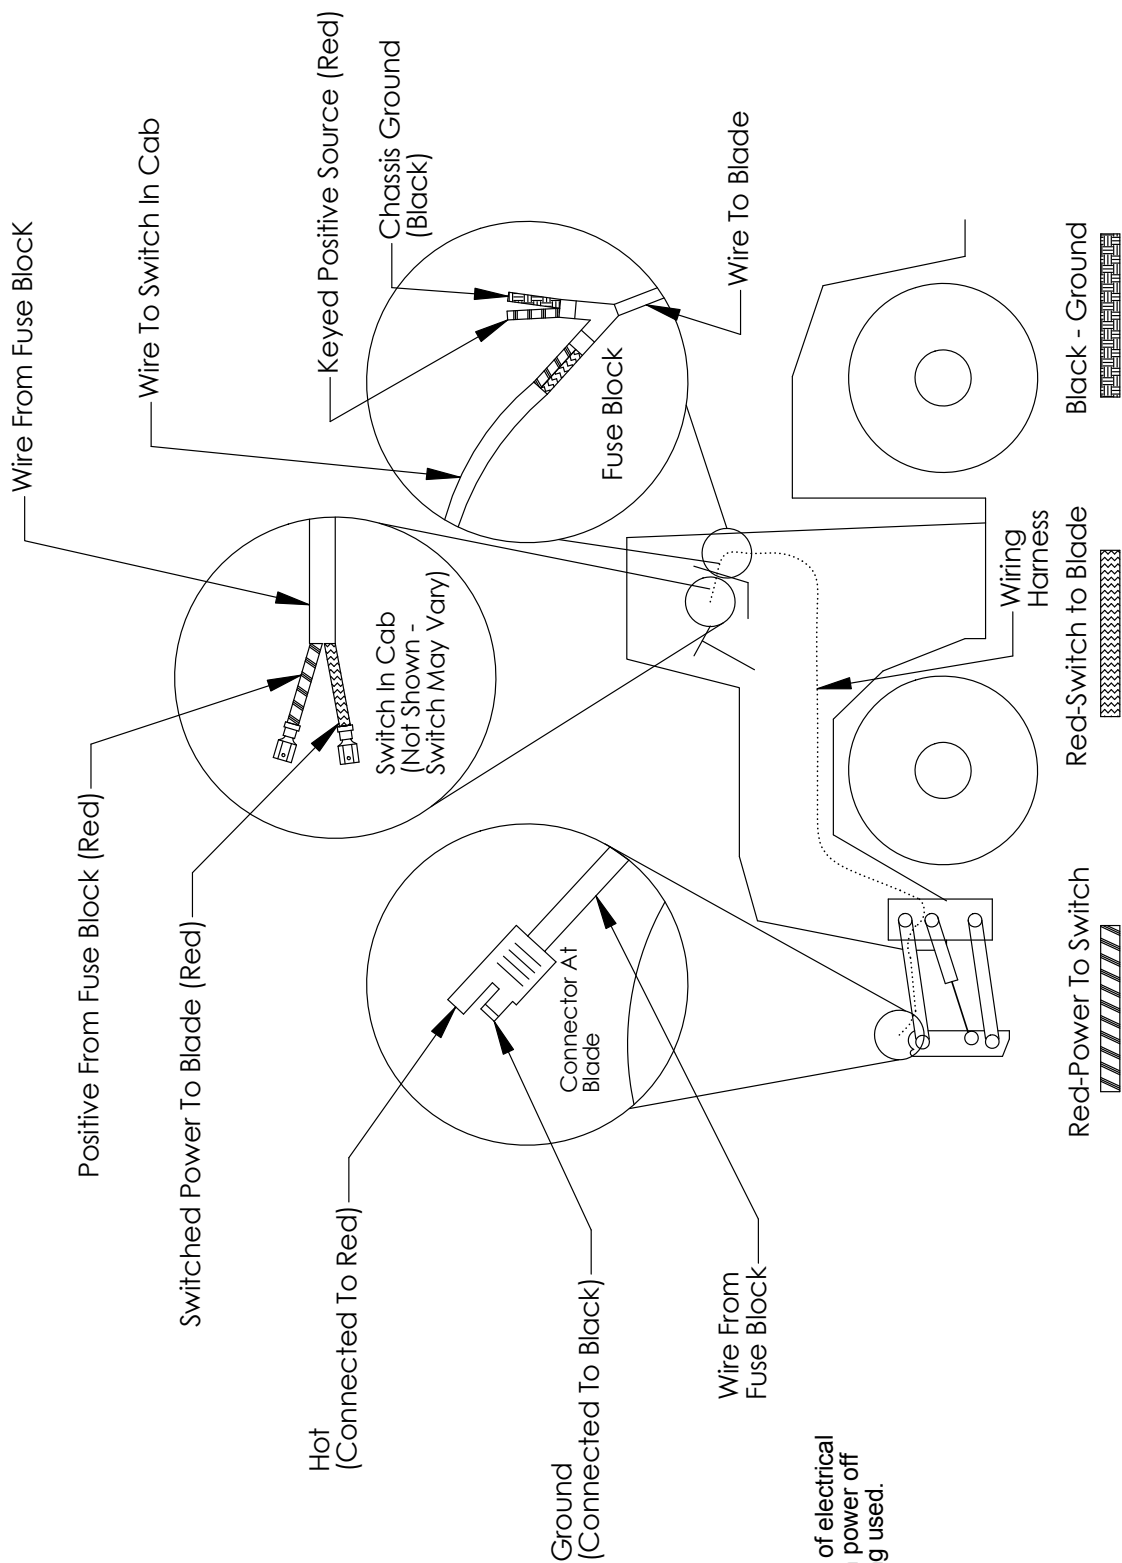 Wire From Fuse BlocK
Wire To Switch In Cab
Keyed Positive Source (Red)
Chassis Ground
(Black)
Wire To Blade
Fuse Block
Positive From Fuse Block (Red)
Switched Power To Blade (Red)
Switch In Cab
(Not Shown -
Switch May Vary)
Hot
(Connected To Red)
Ground
(Connected To Black)
Connector At
Blade
Wire From
Fuse Block
Wiring
Harness
Red-Power To Switch
Red-Switch to Blade
Black - Ground
of electrical
power off
used.